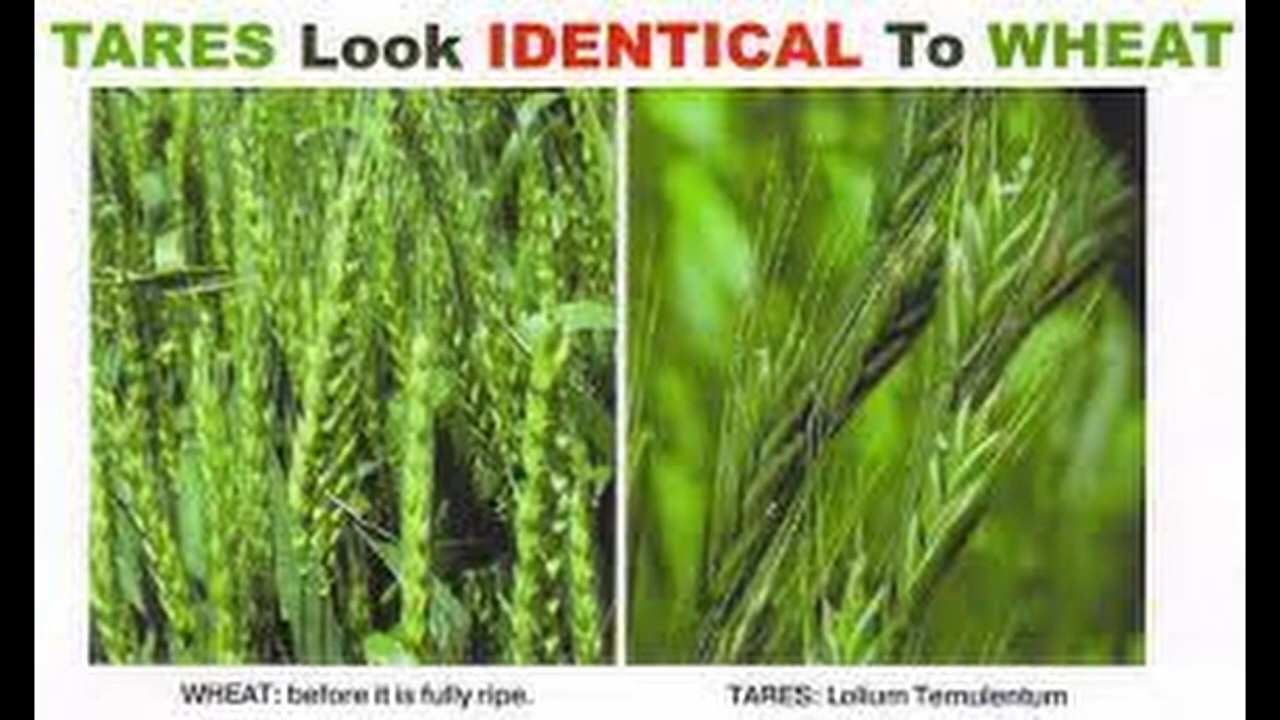 TARES Look IDENTICAL To WHEAT
WHEAT: before it is fully ripe.
TARES: Lolium Temulentum